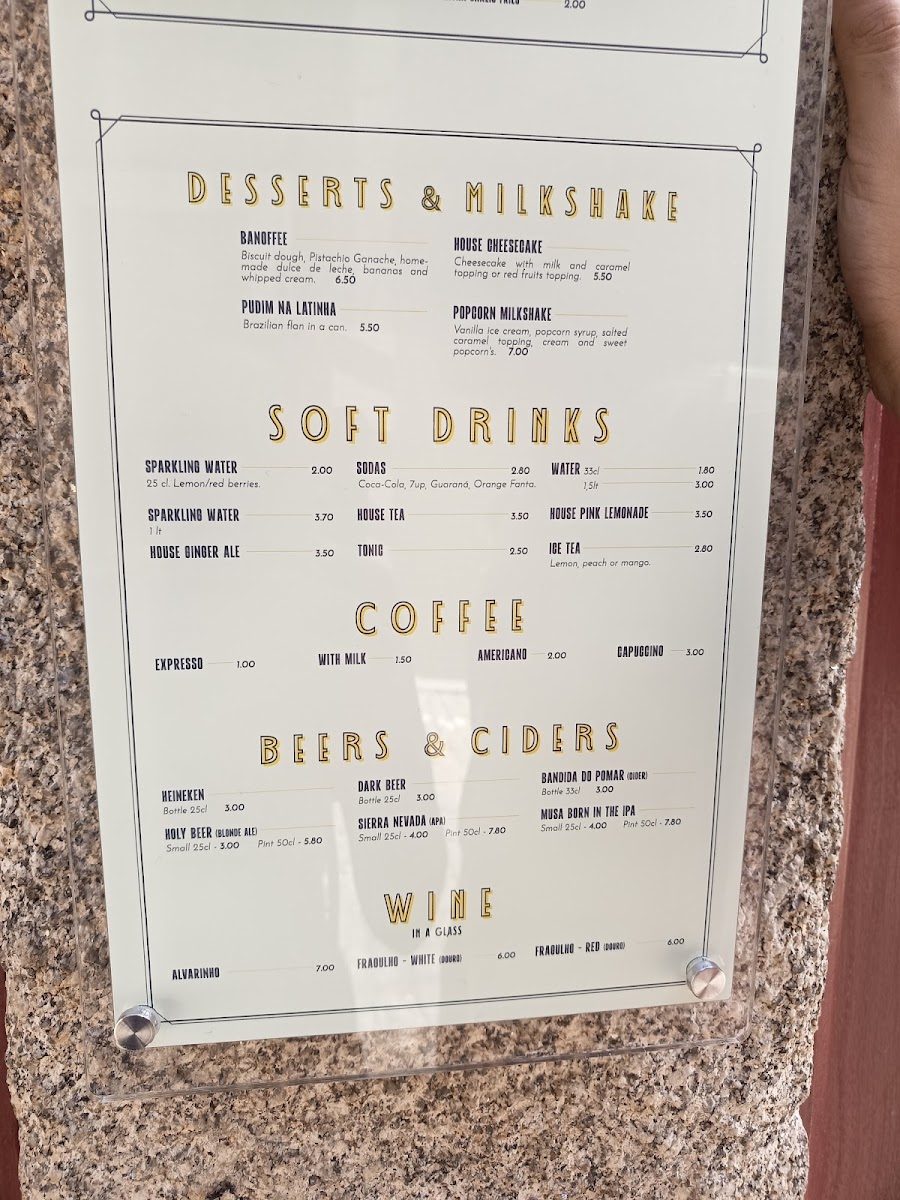 2.00
DESSERTS & MILKSHAKE
BANOFFEE
Biscuit dough, Pistachio Ganache, home-
made dulce de leche, bananas and
whipped cream. 6.50
HOUSE CHEESECAKE
Cheesecake with milk and caramel
topping or red fruits topping. 5.50
PUDIM NA LATINHA
Brazilian flan in a can. 5.50
POPCORN MILKSHAKE
Vanilla ice cream, popcorn syrup, salted
caramel topping, cream and sweet
popcorn's. 7.00
SOFT DRINKS
SPARKLING WATER 2.00
25 cl. Lemon/red berries.
SODAS 2.80
Coca-Cola, 7up, Guaraná, Orange Fanta.
WATER 33cl 1.80
1,5lt 3.00
SPARKLING WATER 3.70
1 lt
HOUSE TEA 3.50
HOUSE PINK LEMONADE 3.50
HOUSE GINGER ALE 3.50
TONIC 2.50
ICE TEA 2.80
Lemon, peach or mango.
COFFEE
EXPRESSO 1.00
WITH MILK 1.50
AMERICANO 2.00
CAPUCCINO 3.00
BEERS & CIDERS
HEINEKEN
Bottle 25cl 3.00
DARK BEER
Bottle 25cl 3.00
BANDIDA DO POMAR (CIDER)
Bottle 33cl 3.00
HOLY BEER (BLONDE ALE)
Small 25cl - 3.00 Pint 50cl - 5.80
SIERRA NEVADA (APA)
Small 25cl - 4.00 Pint 50cl - 7.80
MUSA BORN IN THE IPA
Small 25cl - 4.00 Pint 50cl - 7.80
WINE
IN A GLASS
ALVARINHO 7.00
FRAGULHO - WHITE (DOURO) 6.00
FRAGULHO - RED (DOURO) 6.00